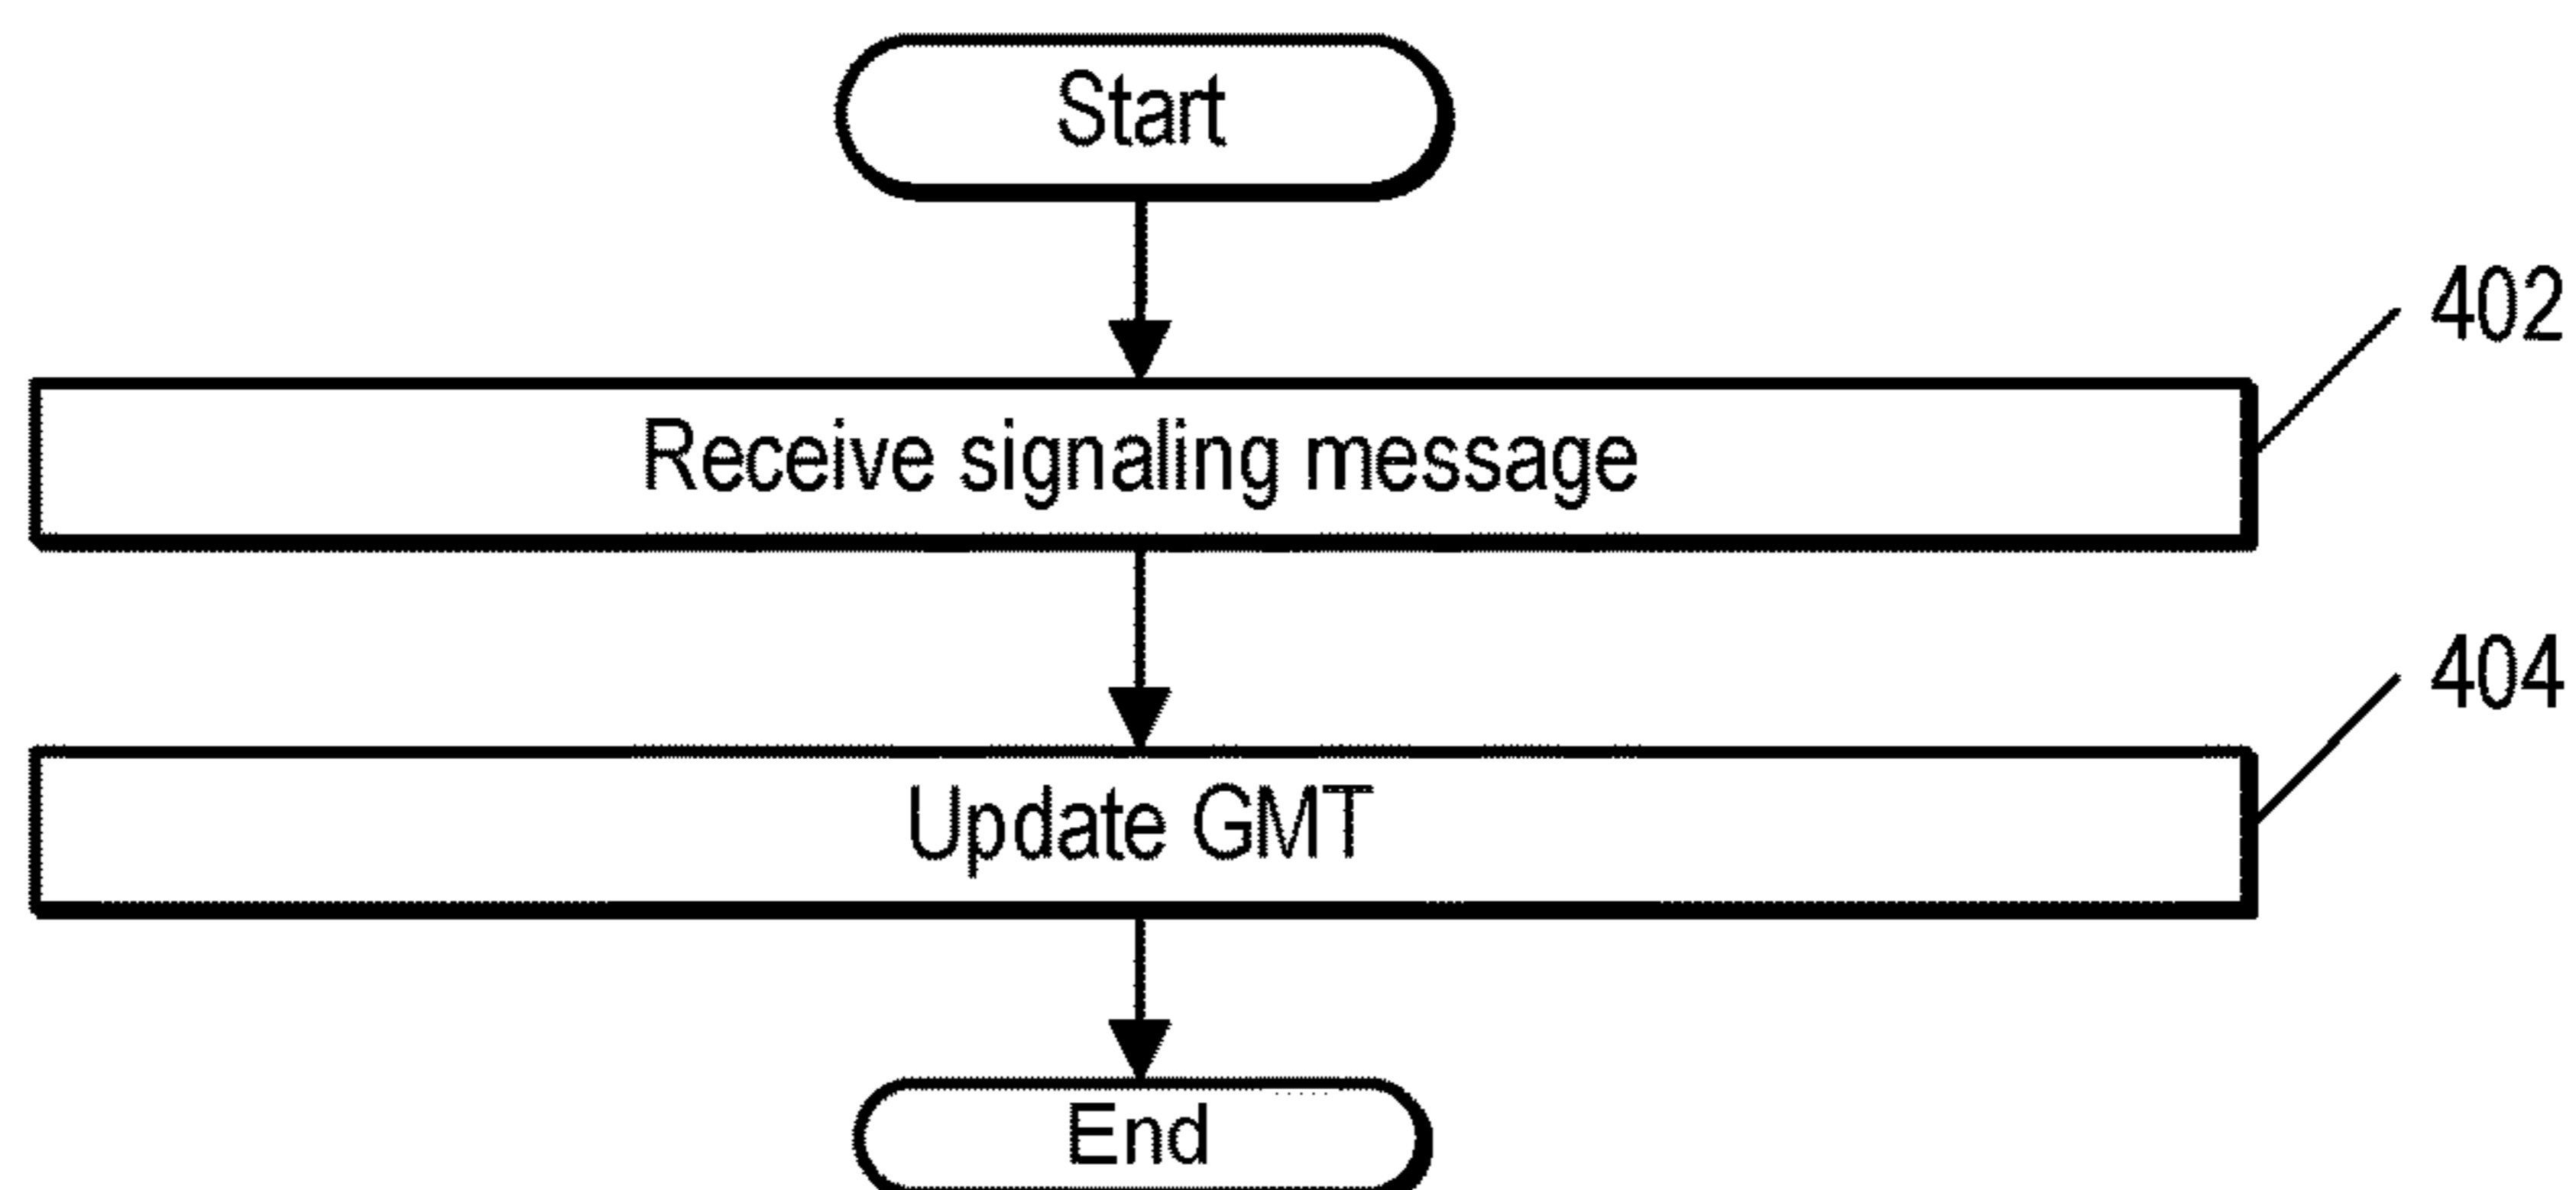 Start
402
Receive signaling message
404
Update GMT
End